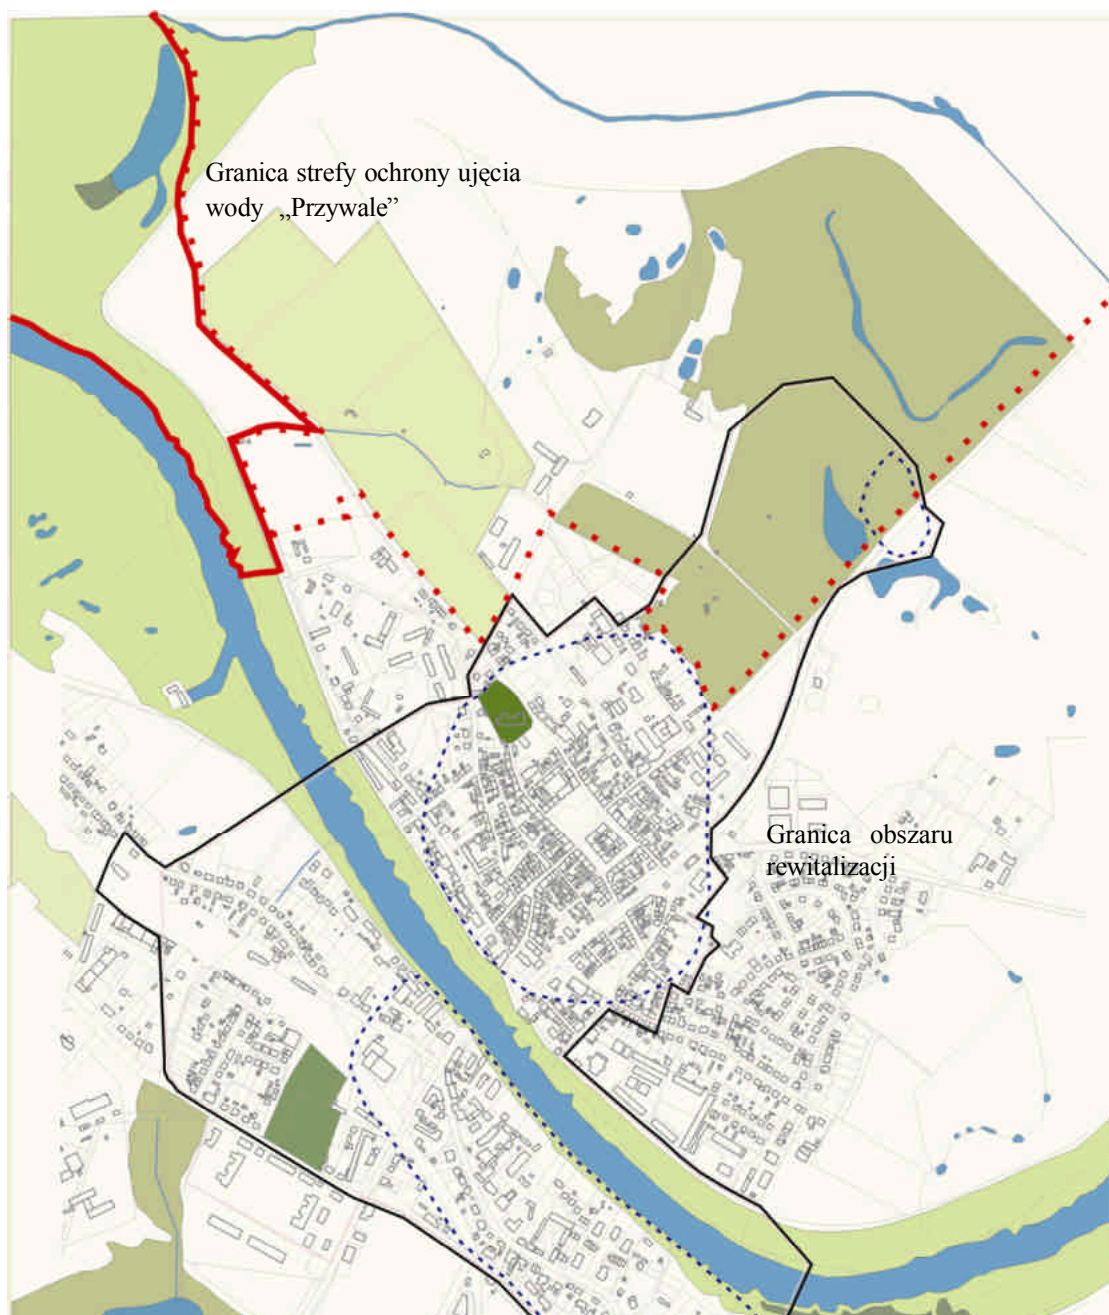 Granica strefy ochrony ujęcia
wody „Przywale”
Granica obszaru
rewitalizacji